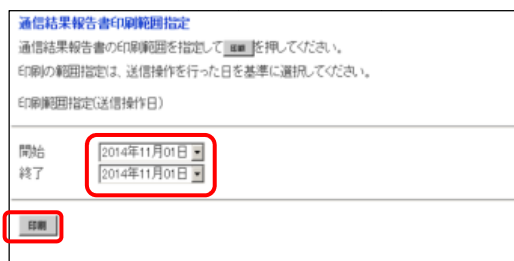 通信結果報告書印刷範囲指定
通信結果報告書の印刷範囲を指定して 印刷 を押してください。
印刷の範囲指定は、送信操作を行った日を基準に選択してください。
印刷範囲指定(送信操作日)
開始 2014年11月01日
終了 2014年11月01日
印刷